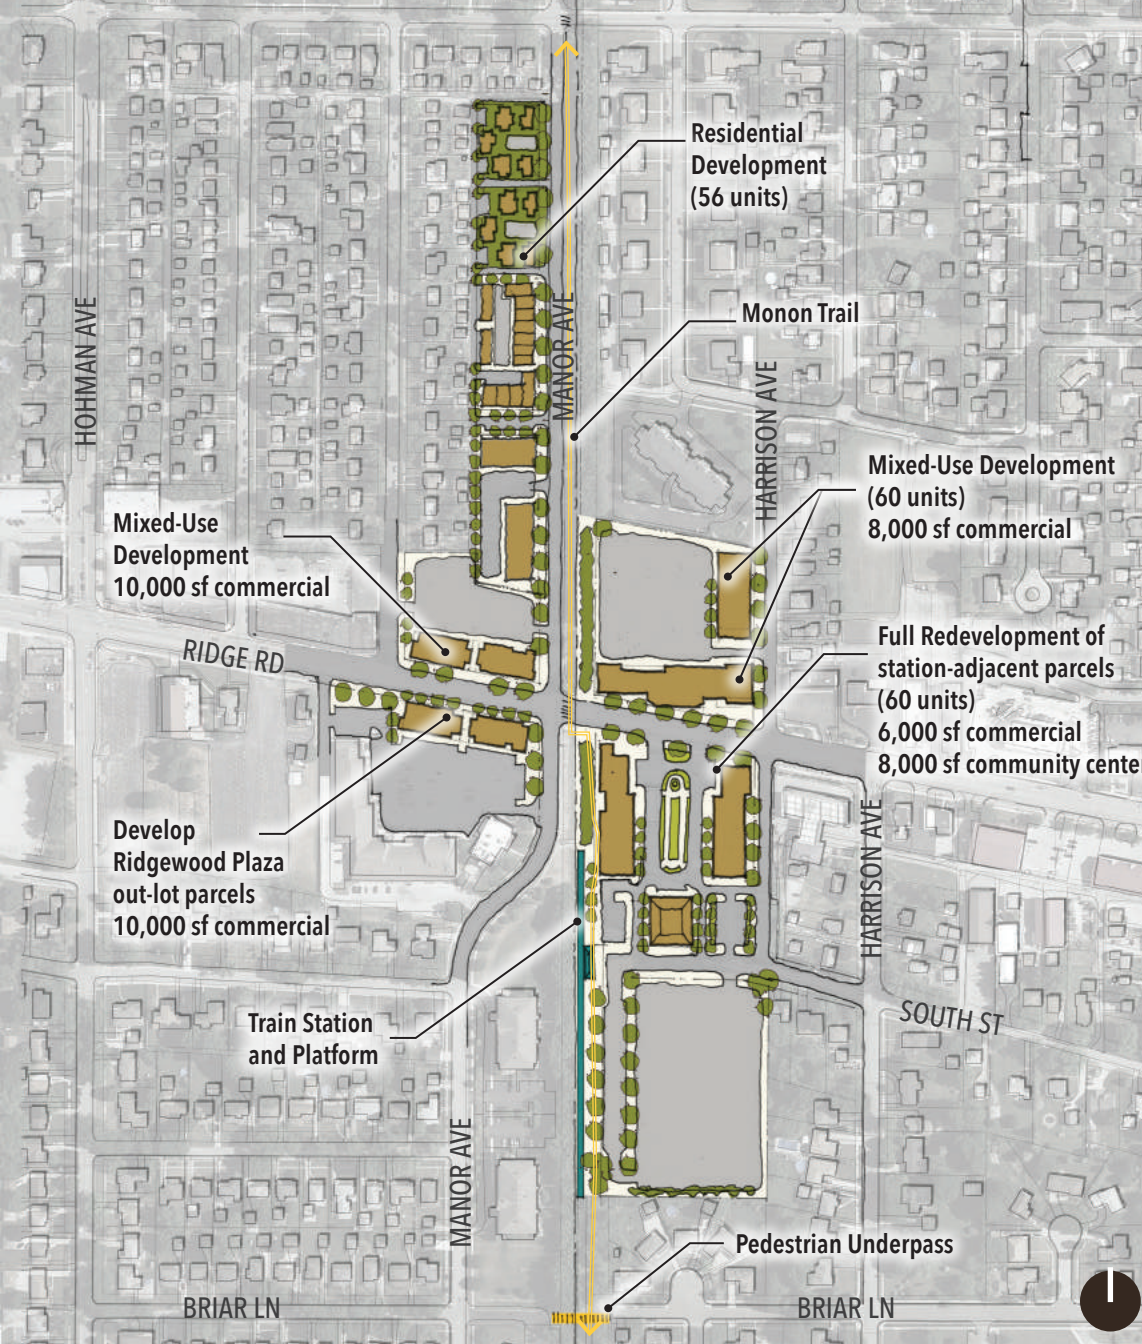 Residential
Development
(56 units)
HOHMAN AVE
MANOR AVE
Monon Trail
HARRISON AVE
Mixed-Use Development
(60 units)
8,000 sf commercial
Mixed-Use
Development
10,000 sf commercial
RIDGE RD
Full Redevelopment of
station-adjacent parcels
(60 units)
6,000 sf commercial
8,000 sf community cente
Develop
Ridgewood Plaza
out-lot parcels
10,000 sf commercial
HARRISON AVE
Train Station
and Platform
SOUTH ST
MANOR AVE
Pedestrian Underpass
BRIAR LN
BRIAR LN